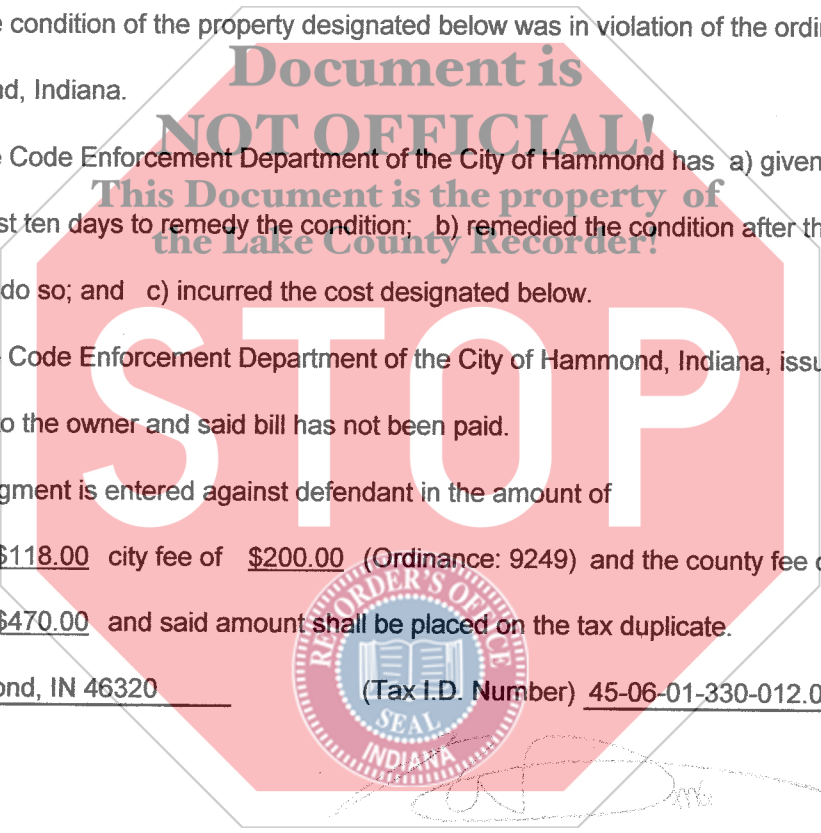 condition of the property designated below was in violation of the
Document is
nd, Indiana.
NOT OFFICIAL!
Code Enforcement Department of the City of Hammond has a) given
This Document is the property of
st ten days to remedy the condition; b) remedied the condition after
the Lake County Recorder!
do so; and c) incurred the cost designated below.
STOP
Code Enforcement Department of the City of Hammond, Indiana, issu
o the owner and said bill has not been paid.
gment is entered against defendant in the amount of
$118.00 city fee of $200.00 (Ordinance: 9249) and the county fee
$470.00 and said amount shall be placed on the tax duplicate.
RECORDER'S OFFICE
ond, IN 46320 (Tax I.D. Number) 45-06-01-330-012.0
SEAL
INDIANA